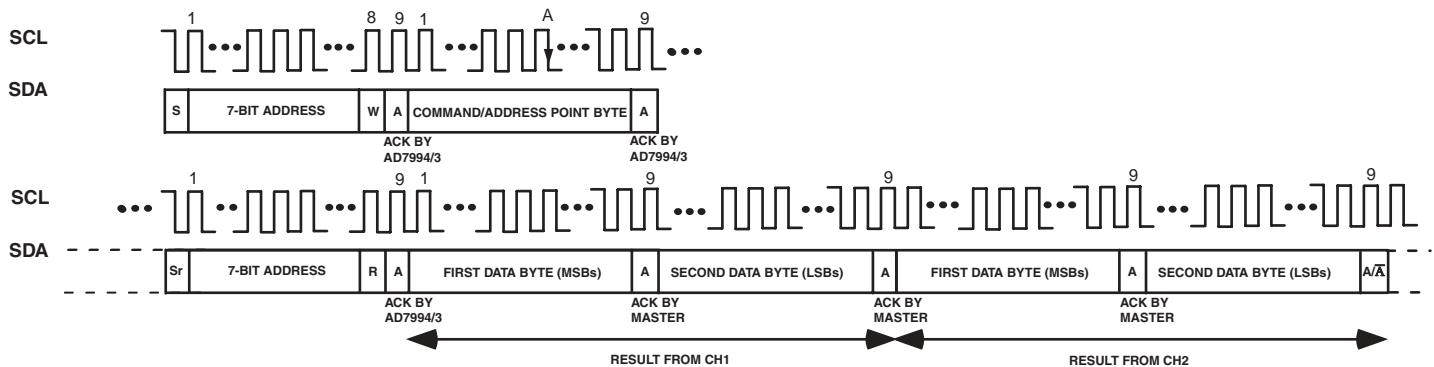 1 8 9 1 A 9
SCL
SDA
S 7-BIT ADDRESS W A COMMAND/ADDRESS POINT BYTE A
ACK BY AD7994/3
ACK BY AD7994/3
1 9 1 9 9 9 9
SCL
SDA
Sr 7-BIT ADDRESS R A FIRST DATA BYTE (MSBs) A SECOND DATA BYTE (LSBs) A FIRST DATA BYTE (MSBs) A SECOND DATA BYTE (LSBs) A/A̅
ACK BY AD7994/3
ACK BY MASTER
ACK BY MASTER
ACK BY MASTER
RESULT FROM CH1
RESULT FROM CH2